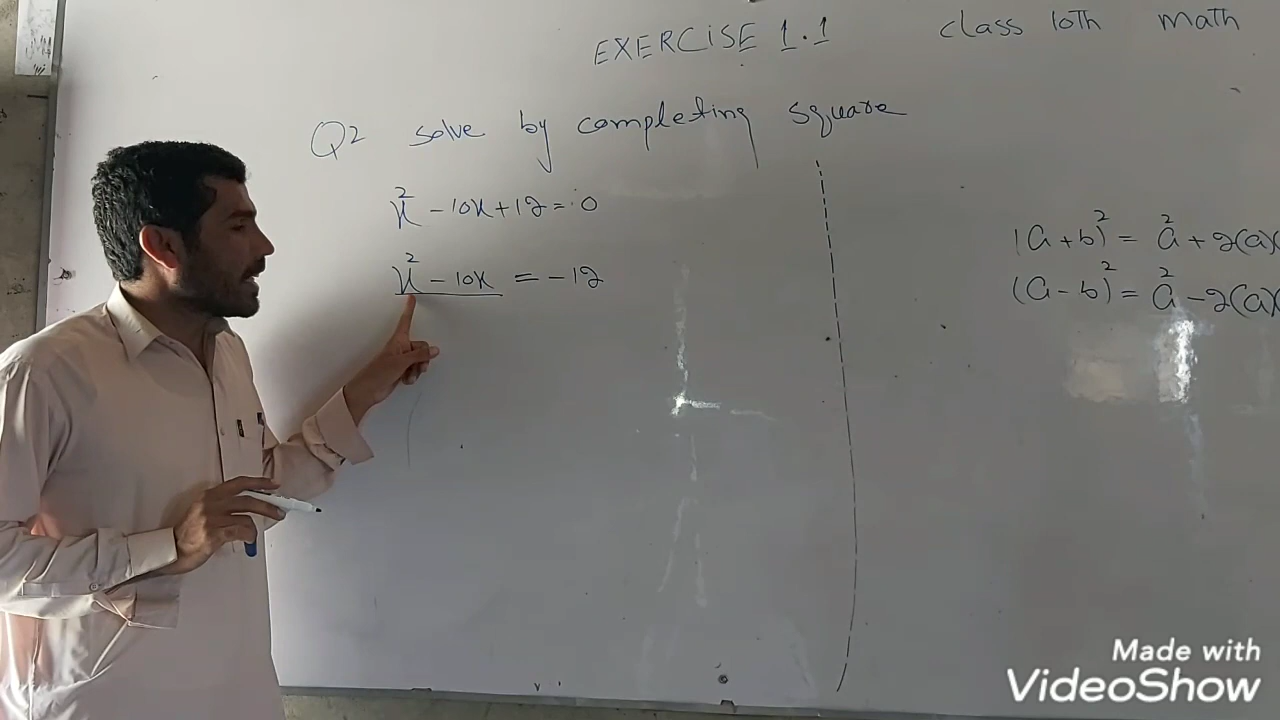 EXERCISE 1.1 class 10th math
Q2 solve by completing square
x² - 10x + 12 = 0
x² - 10x = -12
(a + b)² = a² + 2(a)(
(a - b)² = a² - 2(a)(
Made with
VideoShow